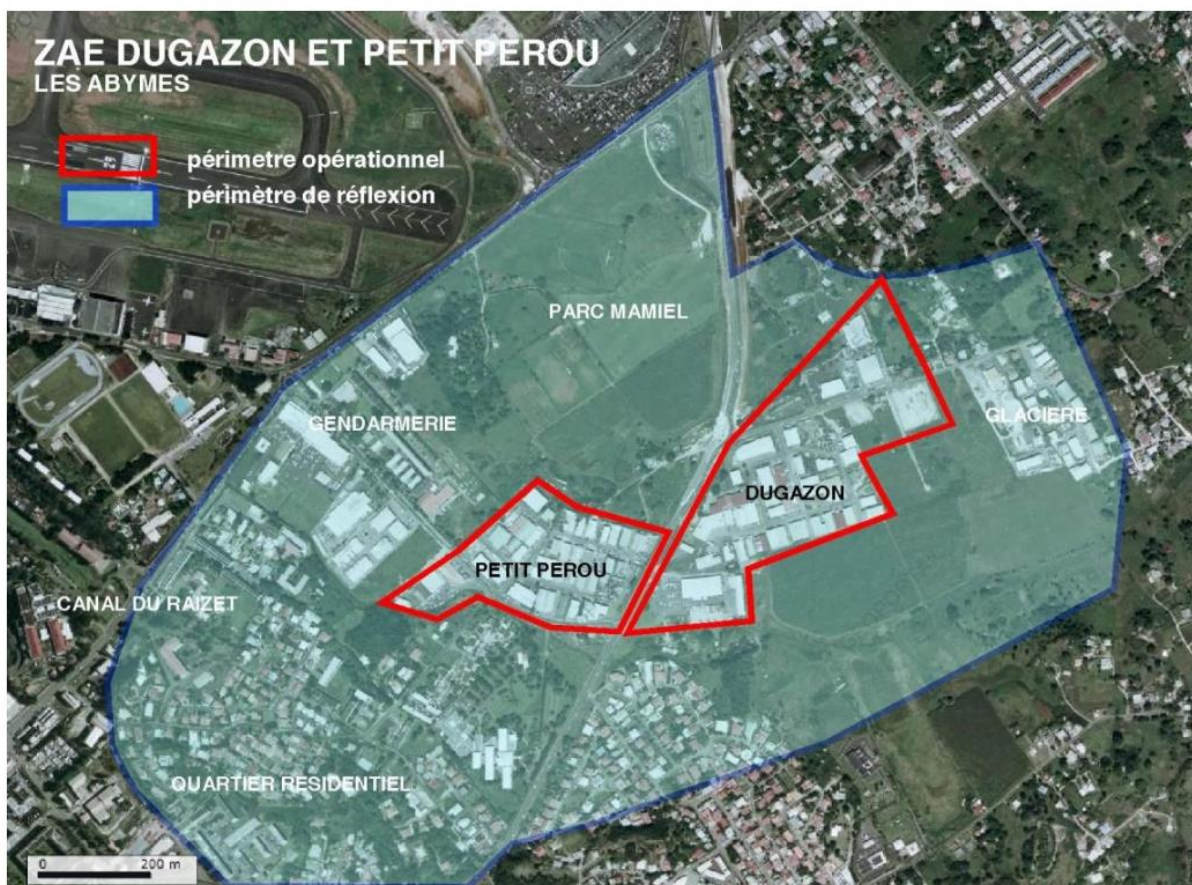 ZAE DUGAZON ET PETIT PEROU
LES ABYMES
périmetre opérationnel
périmètre de réflexion
PARC MAMIEL
GENDARMERIE
GLACIERE
DUGAZON
PETIT PEROU
CANAL DU RAIZET
QUARTIER RESIDENTIEL
0 200 m